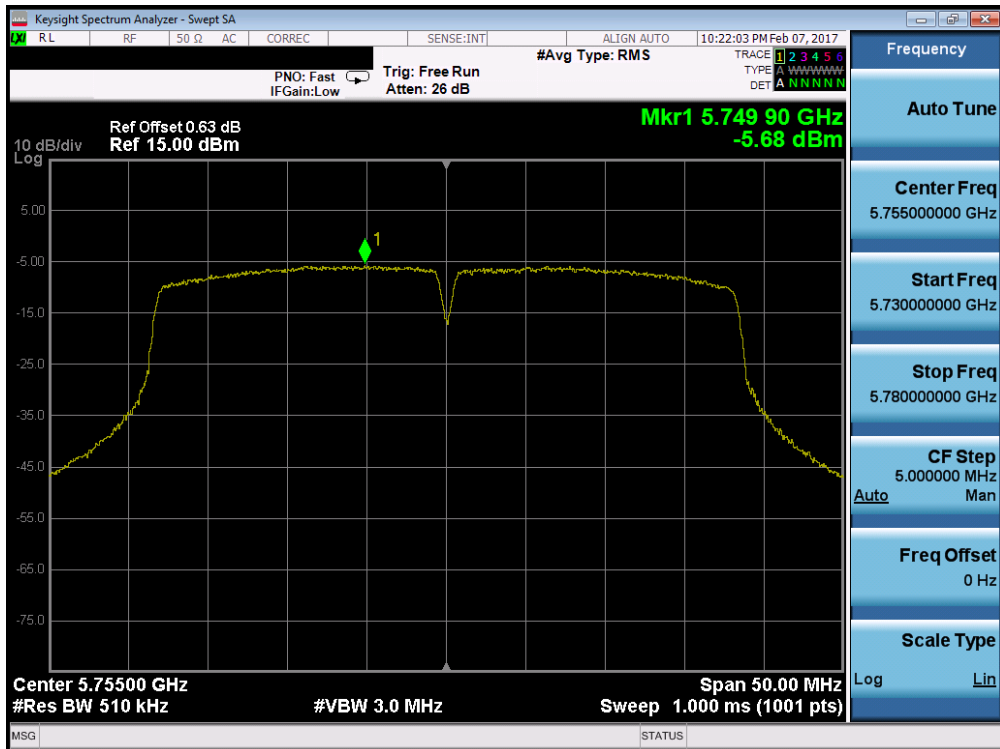 Keysight Spectrum Analyzer - Swept SA
LXI RL RF 50 Ω AC CORREC SENSE:INT ALIGN AUTO 10:22:03 PM Feb 07, 2017
#Avg Type: RMS
TRACE 1 2 3 4 5 6
PNO: Fast Trig: Free Run
TYPE A WWWWW
IFGain:Low Atten: 26 dB
DET A N N N N N
Mkr1 5.749 90 GHz
-5.68 dBm
Ref Offset 0.63 dB
10 dB/div Ref 15.00 dBm
Log
1
5.00
-5.00
-15.0
-25.0
-35.0
-45.0
-55.0
-65.0
-75.0
Center 5.75500 GHz Span 50.00 MHz
#Res BW 510 kHz #VBW 3.0 MHz Sweep 1.000 ms (1001 pts)
MSG STATUS
Frequency
Auto Tune
Center Freq
5.755000000 GHz
Start Freq
5.730000000 GHz
Stop Freq
5.780000000 GHz
CF Step
5.000000 MHz
Auto Man
Freq Offset
0 Hz
Scale Type
Log Lin